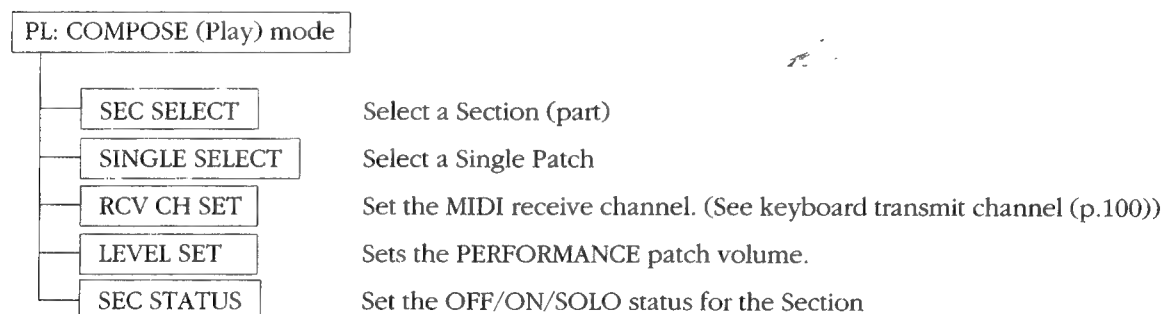 PL: COMPOSE (Play) mode
SEC SELECT Select a Section (part)
SINGLE SELECT Select a Single Patch
RCV CH SET Set the MIDI receive channel. (See keyboard transmit channel (p.100))
LEVEL SET Sets the PERFORMANCE patch volume.
SEC STATUS Set the OFF/ON/SOLO status for the Section